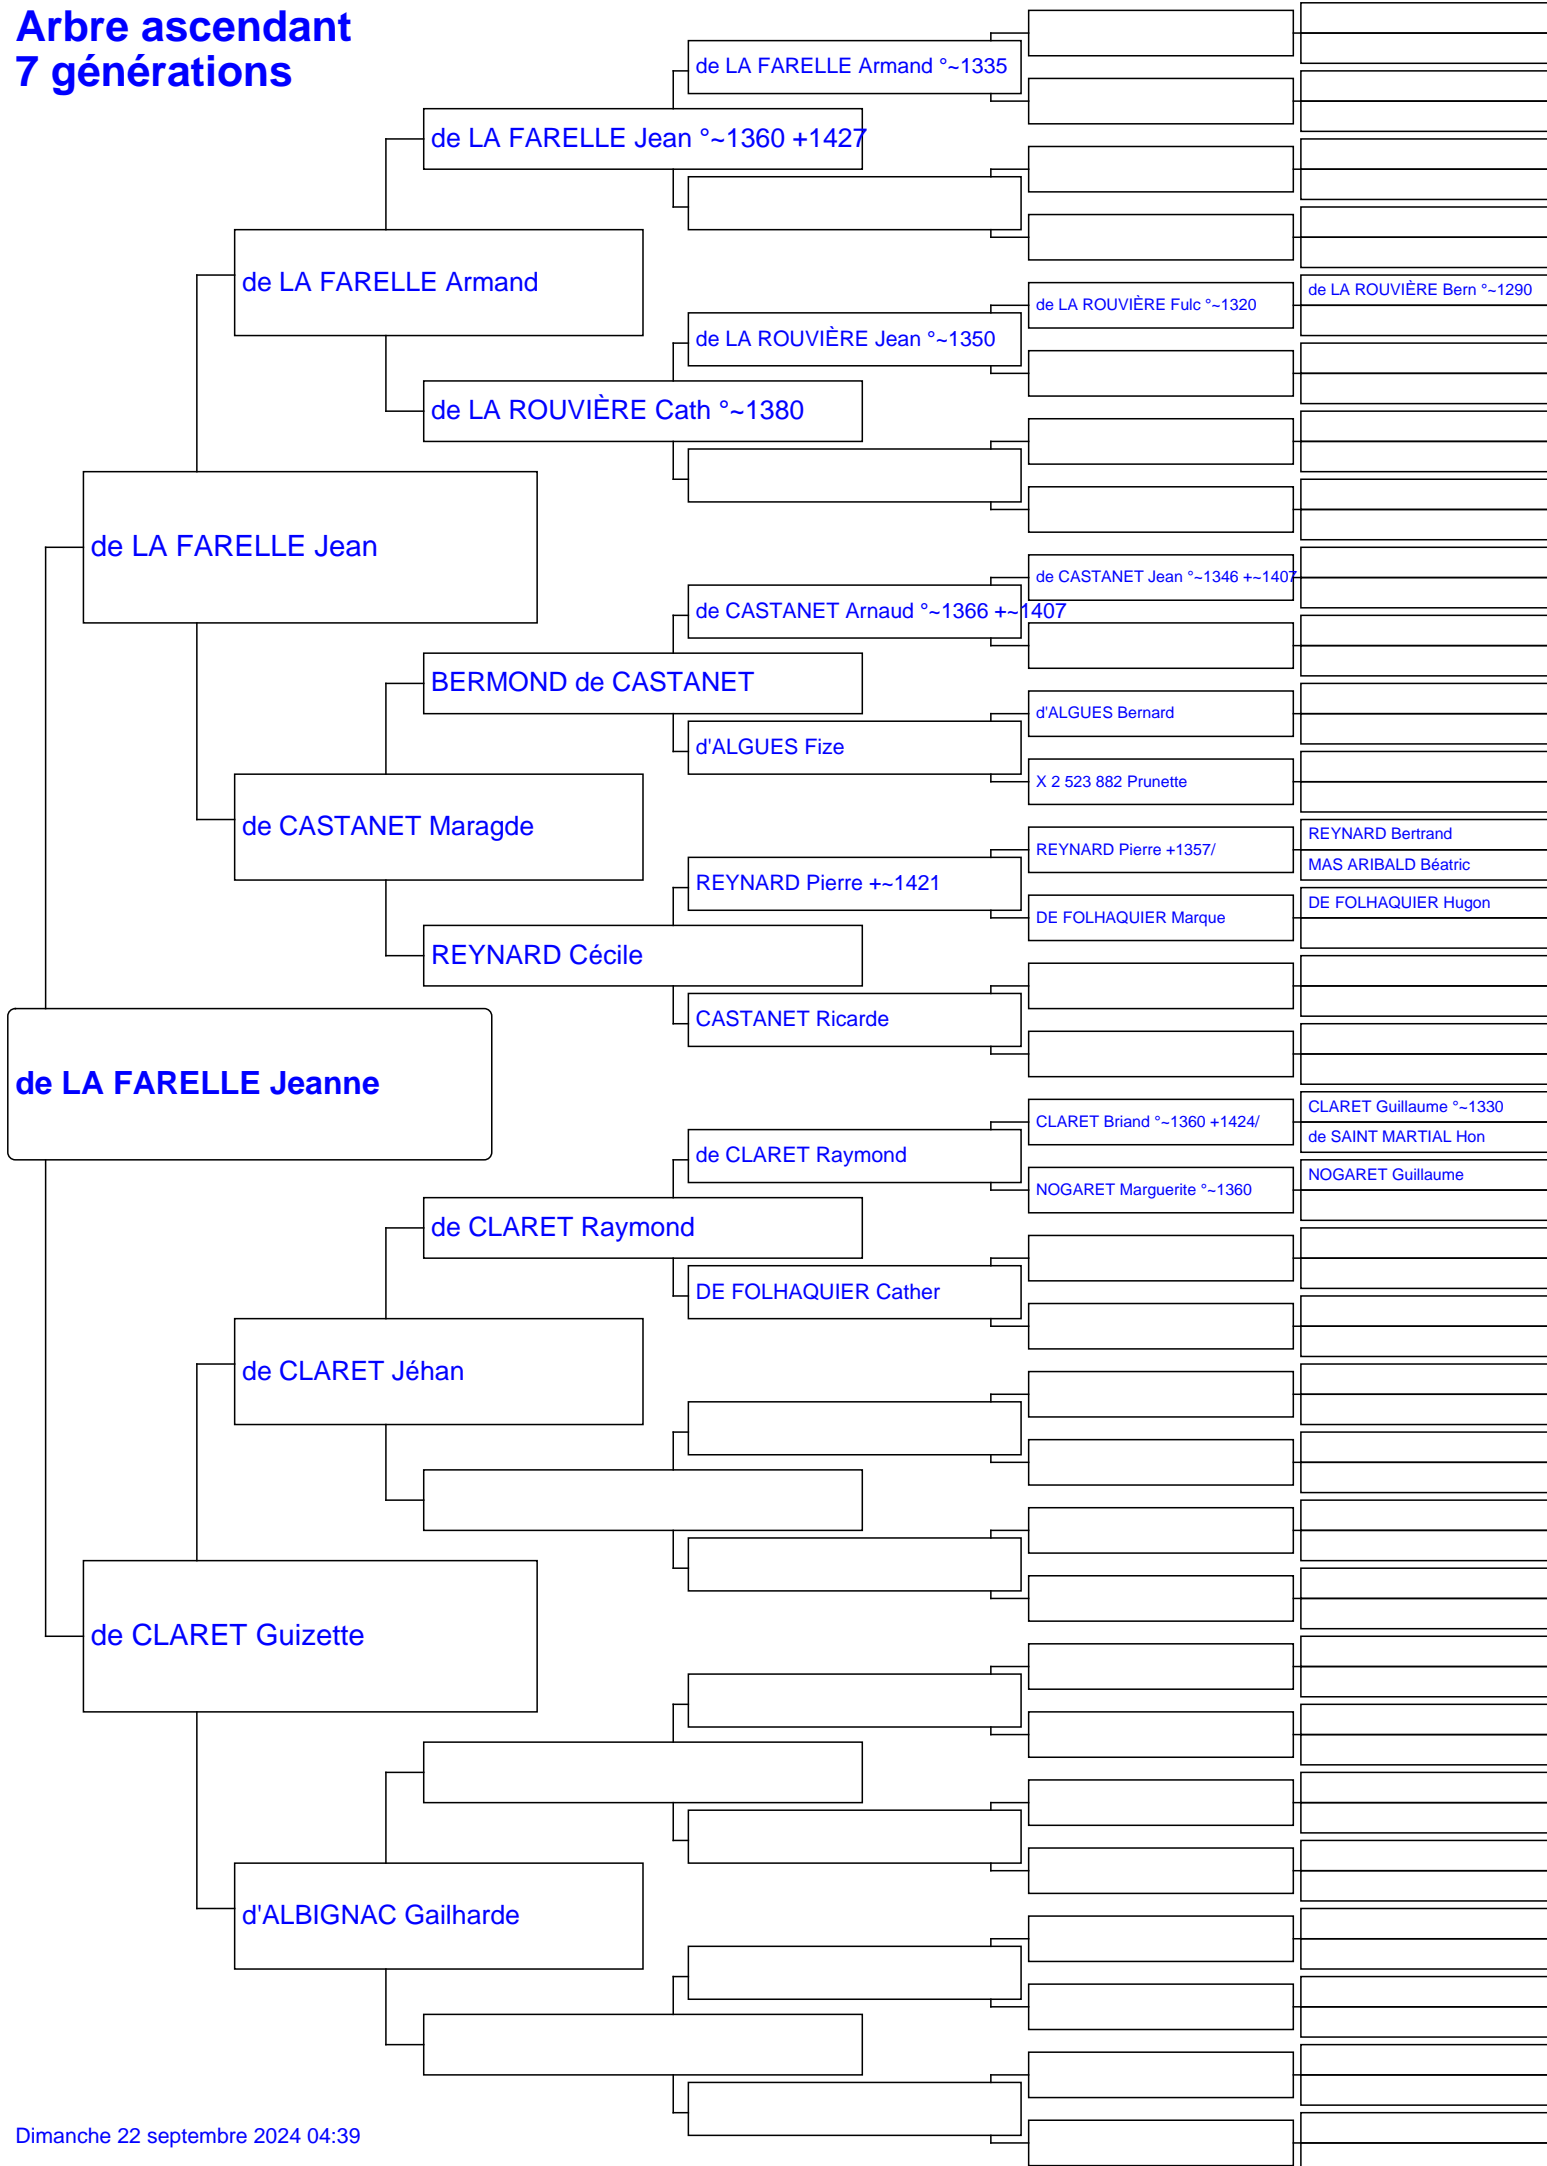 Arbre ascendant
7 générations
de LA FARELLE Armand °~1335
de LA FARELLE Jean °~1360 +1427
de LA FARELLE Armand
de LA ROUVIÈRE Bern °~1290
de LA ROUVIÈRE Fulc °~1320
de LA ROUVIÈRE Jean °~1350
de LA ROUVIÈRE Cath °~1380
de LA FARELLE Jean
de CASTANET Jean °~1346 +~1407
de CASTANET Arnaud °~1366 +~1407
BERMOND de CASTANET
d'ALGUES Bernard
d'ALGUES Fize
X 2 523 882 Prunette
de CASTANET Maragde
REYNARD Bertrand
REYNARD Pierre +1357/
MAS ARIBALD Béatric
REYNARD Pierre +~1421
DE FOLHAQUIER Hugon
DE FOLHAQUIER Marque
REYNARD Cécile
CASTANET Ricarde
de LA FARELLE Jeanne
CLARET Guillaume °~1330
CLARET Briand °~1360 +1424/
de SAINT MARTIAL Hon
de CLARET Raymond
NOGARET Guillaume
NOGARET Marguerite °~1360
de CLARET Raymond
DE FOLHAQUIER Cather
de CLARET Jéhan
de CLARET Guizette
d'ALBIGNAC Gailharde
Dimanche 22 septembre 2024 04:39